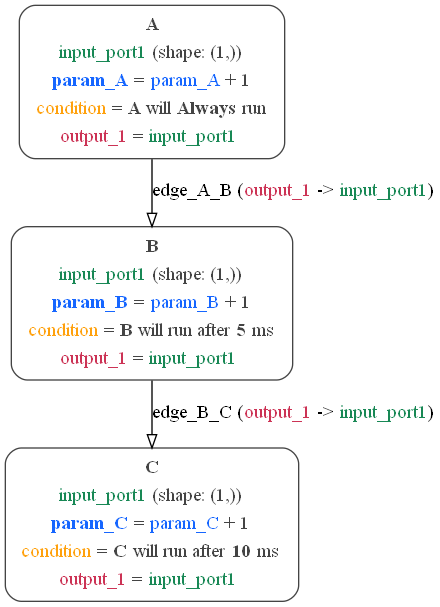 A
input_port1 (shape: (1,))
param_A = param_A + 1
condition = A will Always run
output_1 = input_port1
edge_A_B (output_1 -> input_port1)
B
input_port1 (shape: (1,))
param_B = param_B + 1
condition = B will run after 5 ms
output_1 = input_port1
edge_B_C (output_1 -> input_port1)
C
input_port1 (shape: (1,))
param_C = param_C + 1
condition = C will run after 10 ms
output_1 = input_port1